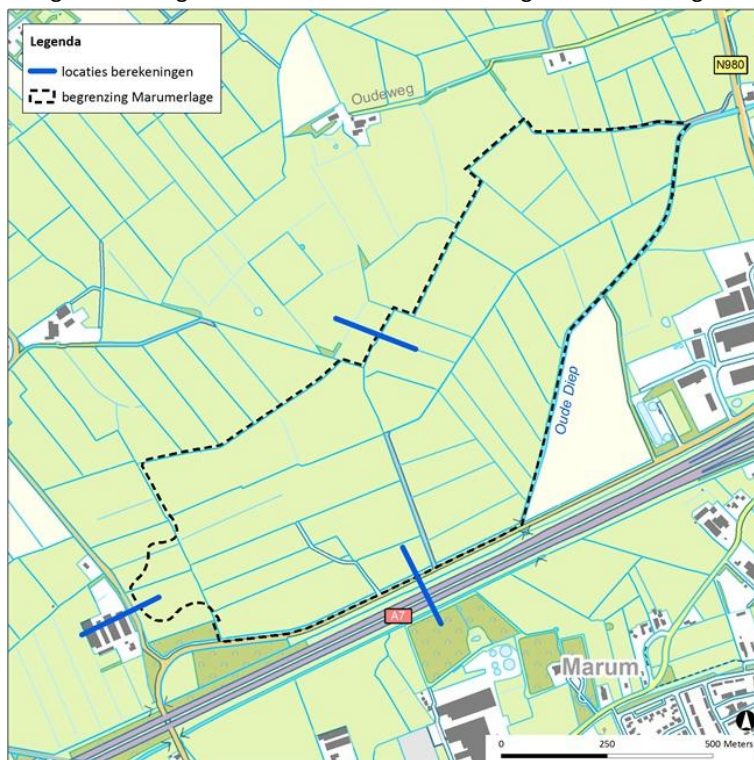 Legenda
locaties berekeningen
begrenzing Marumerlage
N980
Oudeweg
Oude Diep
A7
Marum
0 250 500 Meters